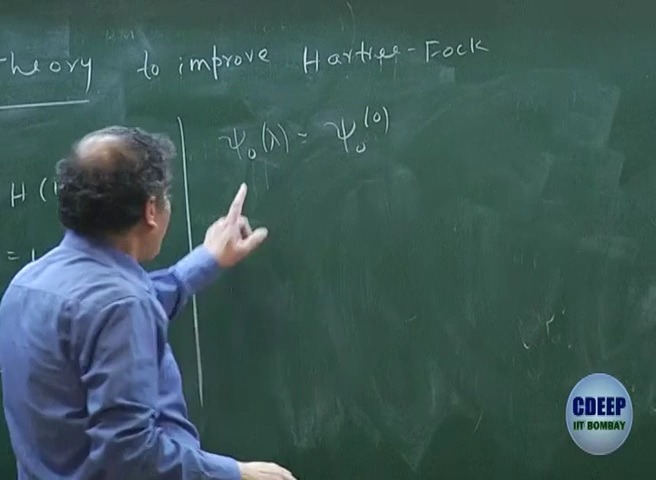 Theory to improve Hartree-Fock
ψ₀(λ) = ψ₀⁽⁰⁾
H (
=
CDEEP
IIT BOMBAY